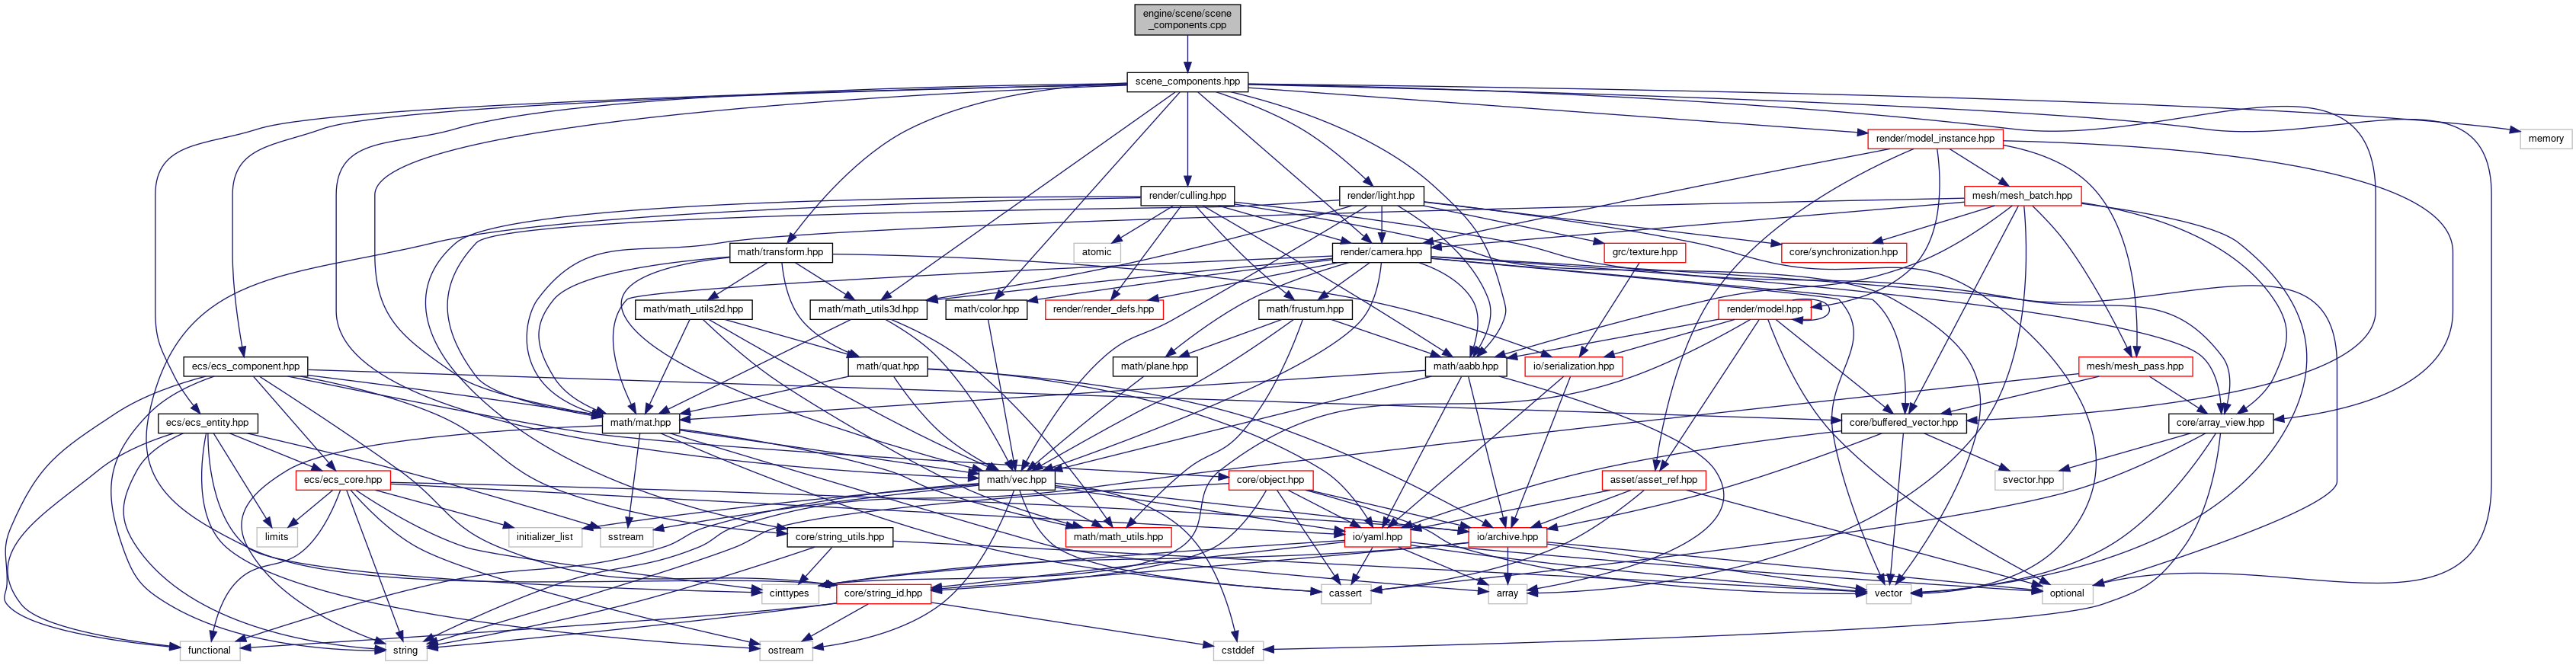 engine/scene/scene
_components.cpp
scene_components.hpp
render/model_instance.hpp
memory
render/culling.hpp
render/light.hpp
mesh/mesh_batch.hpp
math/transform.hpp
atomic
render/camera.hpp
grc/texture.hpp
core/synchronization.hpp
math/math_utils2d.hpp
math/math_utils3d.hpp
math/color.hpp
render/render_defs.hpp
math/frustum.hpp
render/model.hpp
ecs/ecs_component.hpp
math/quat.hpp
math/plane.hpp
math/aabb.hpp
io/serialization.hpp
mesh/mesh_pass.hpp
ecs/ecs_entity.hpp
math/mat.hpp
core/buffered_vector.hpp
core/array_view.hpp
ecs/ecs_core.hpp
math/vec.hpp
core/object.hpp
asset/asset_ref.hpp
svector.hpp
limits
initializer_list
sstream
core/string_utils.hpp
math/math_utils.hpp
io/yaml.hpp
io/archive.hpp
cinttypes
core/string_id.hpp
cassert
array
vector
optional
functional
string
ostream
cstddef